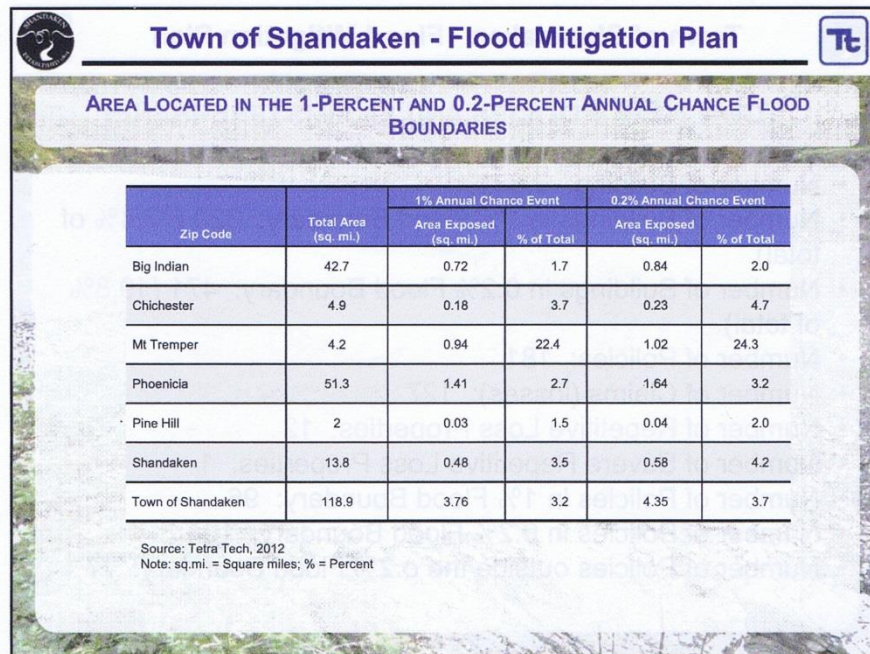 SHANDAKEN
Town of Shandaken - Flood Mitigation Plan
Tt
AREA LOCATED IN THE 1-PERCENT AND 0.2-PERCENT ANNUAL CHANCE FLOOD
BOUNDARIES
Zip Code Total Area (sq. mi.) 1% Annual Chance Event 0.2% Annual Chance Event
Area Exposed (sq. mi.) % of Total Area Exposed (sq. mi.) % of Total
Big Indian 42.7 0.72 1.7 0.84 2.0
Chichester 4.9 0.18 3.7 0.23 4.7
Mt Tremper 4.2 0.94 22.4 1.02 24.3
Phoenicia 51.3 1.41 2.7 1.64 3.2
Pine Hill 2 0.03 1.5 0.04 2.0
Shandaken 13.8 0.48 3.5 0.58 4.2
Town of Shandaken 118.9 3.76 3.2 4.35 3.7
Source: Tetra Tech, 2012
Note: sq.mi. = Square miles; % = Percent